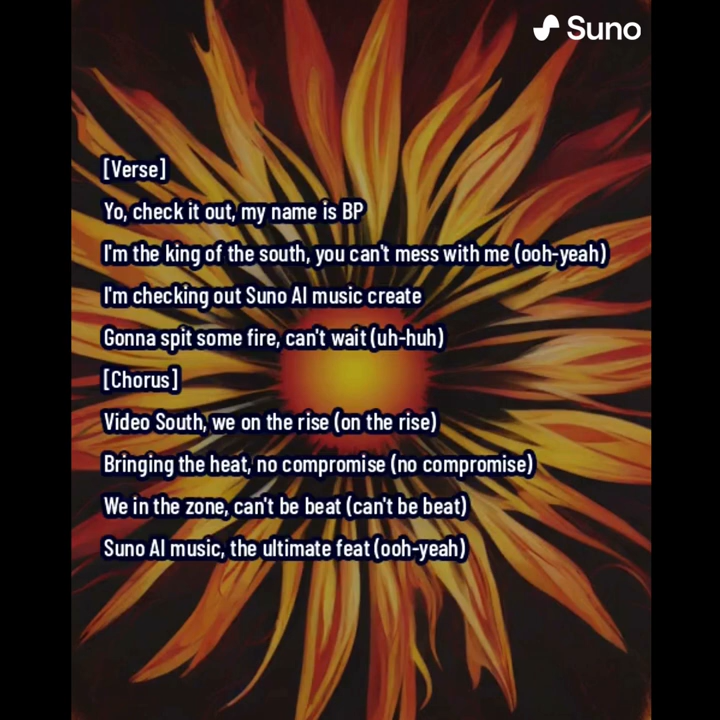 Suno
[Verse]
Yo, check it out, my name is BP
I'm the king of the south, you can't mess with me (ooh-yeah)
I'm checking out Suno AI music create
Gonna spit some fire, can't wait (uh-huh)
[Chorus]
Video South, we on the rise (on the rise)
Bringing the heat, no compromise (no compromise)
We in the zone, can't be beat (can't be beat)
Suno AI music, the ultimate feat (ooh-yeah)